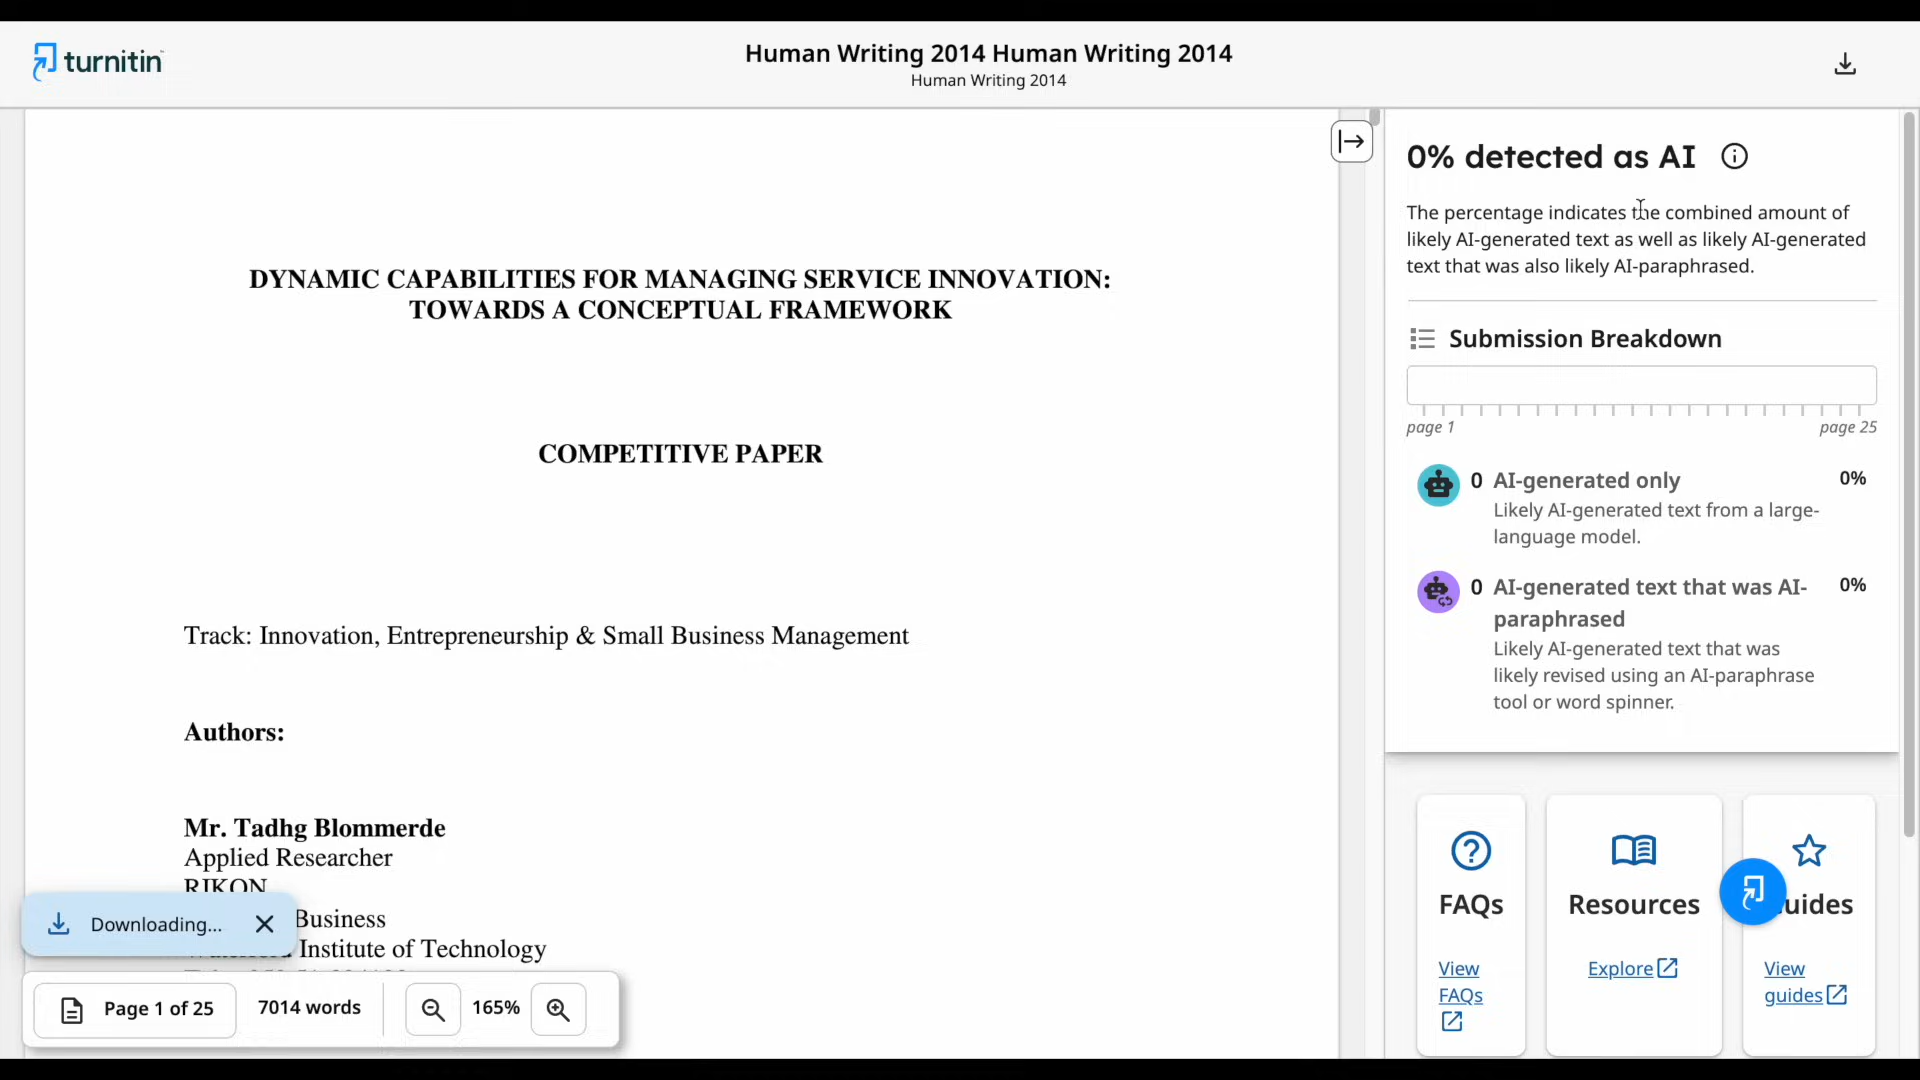 turnitin
Human Writing 2014 Human Writing 2014
Human Writing 2014
DYNAMIC CAPABILITIES FOR MANAGING SERVICE INNOVATION:
TOWARDS A CONCEPTUAL FRAMEWORK
COMPETITIVE PAPER
Track: Innovation, Entrepreneurship & Small Business Management
Authors:
Mr. Tadhg Blommerde
Applied Researcher
RIKON
Business
Institute of Technology
Downloading...
Page 1 of 25
7014 words
165%
0% detected as AI
The percentage indicates the combined amount of
likely AI-generated text as well as likely AI-generated
text that was also likely AI-paraphrased.
Submission Breakdown
page 1
page 25
0 AI-generated only 0%
Likely AI-generated text from a large-
language model.
0 AI-generated text that was AI- 0%
paraphrased
Likely AI-generated text that was
likely revised using an AI-paraphrase
tool or word spinner.
FAQs
View
FAQs
Resources
Explore
uides
View
guides